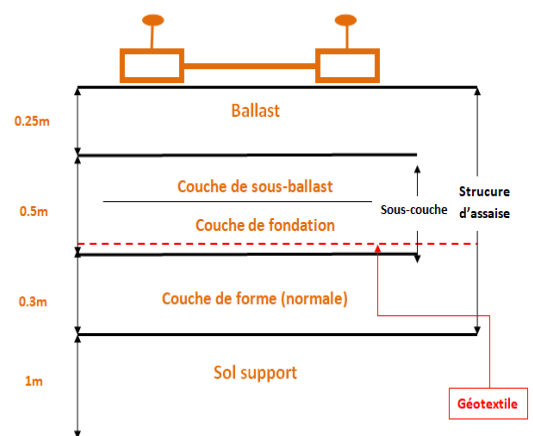 Ballast
0.25m
Couche de sous-ballast
0.5m
Sous-couche
Strucure
d'assaise
Couche de fondation
Couche de forme (normale)
0.3m
Sol support
1m
Géotextile